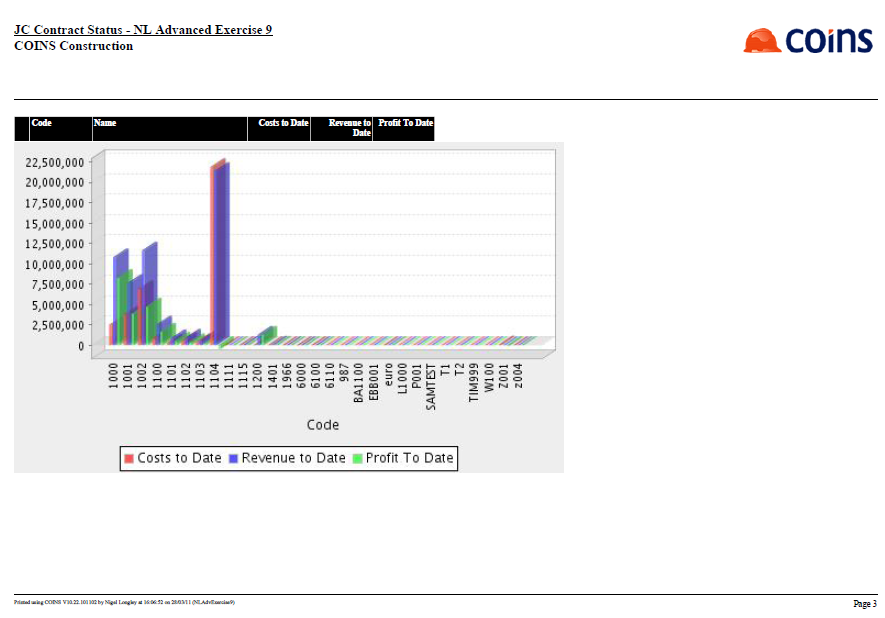 JC Contract Status - NL Advanced Exercise 9
COINS Construction
coins
Code Name Costs to Date Revenue to Date Profit To Date
22,500,000
20,000,000
17,500,000
15,000,000
12,500,000
10,000,000
7,500,000
5,000,000
2,500,000
0
1000
1001
1002
1100
1101
1102
1103
1104
1111
1115
1200
1401
1966
6000
6100
6110
987
BA1100
EBB001
euro
L1000
P001
SAMTEST
T1
T2
TIM999
W100
Z001
z004
Code
Costs to Date Revenue to Date Profit To Date
Printed using COINS V10.22.101102 by Nigel Longley at 16:06:52 on 28/03/11 (NLAdvExercise9)
Page 3